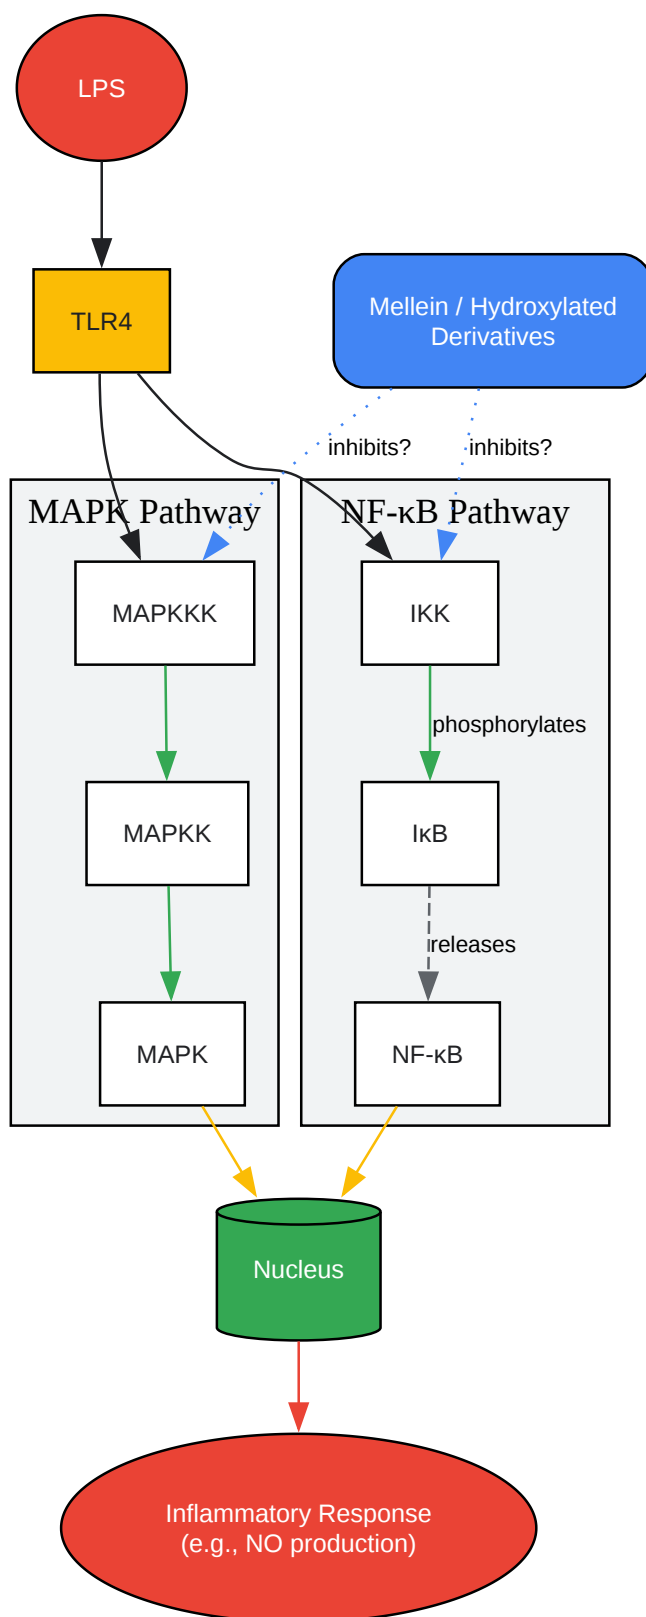 LPS
TLR4
Mellein / Hydroxylated
Derivatives
inhibits?
inhibits?
MAPK Pathway
NF-κB Pathway
MAPKKK
IKK
phosphorylates
MAPKK
IκB
releases
MAPK
NF-κB
Nucleus
Inflammatory Response
(e.g., NO production)